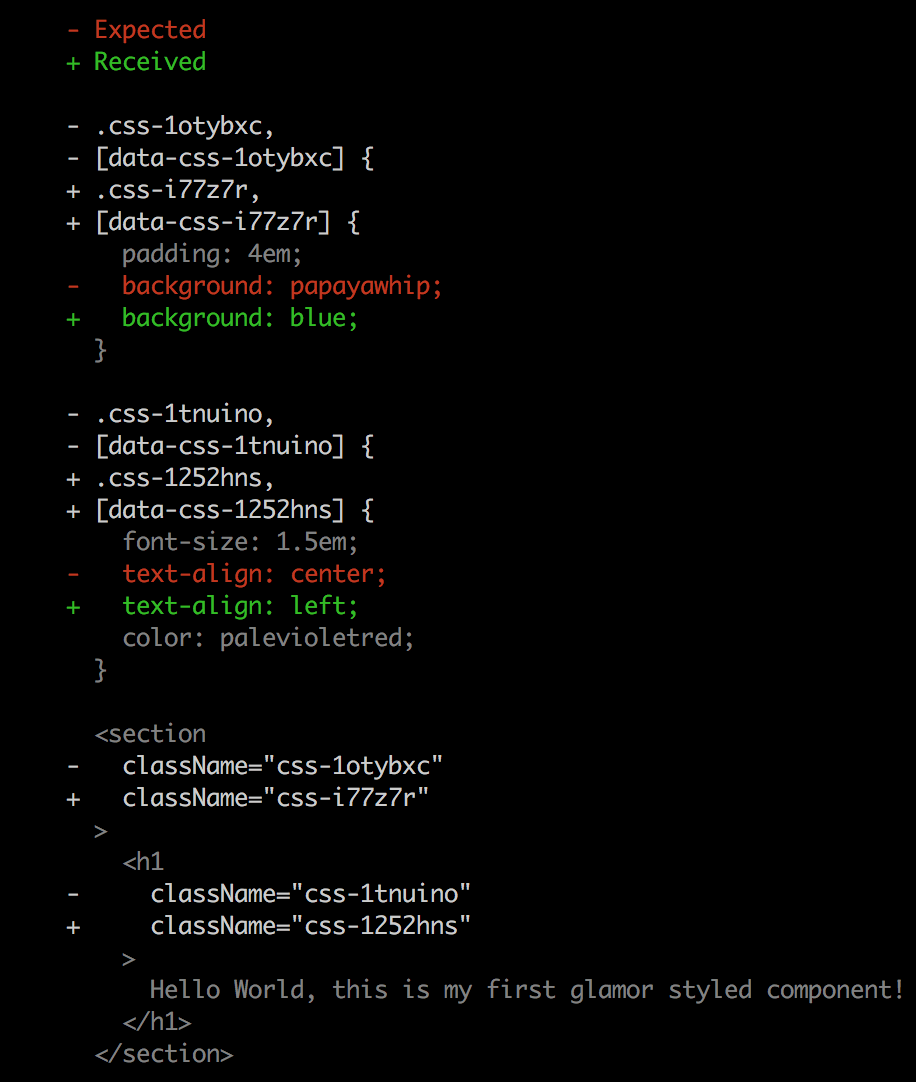 - Expected
+ Received

- .css-1otybxc,
- [data-css-1otybxc] {
+ .css-i77z7r,
+ [data-css-i77z7r] {
    padding: 4em;
-   background: papayawhip;
+   background: blue;
  }

- .css-1tnuino,
- [data-css-1tnuino] {
+ .css-1252hns,
+ [data-css-1252hns] {
    font-size: 1.5em;
-   text-align: center;
+   text-align: left;
    color: palevioletred;
  }

  <section
-   className="css-1otybxc"
+   className="css-i77z7r"
  >
    <h1
-     className="css-1tnuino"
+     className="css-1252hns"
    >
      Hello World, this is my first glamor styled component!
    </h1>
  </section>